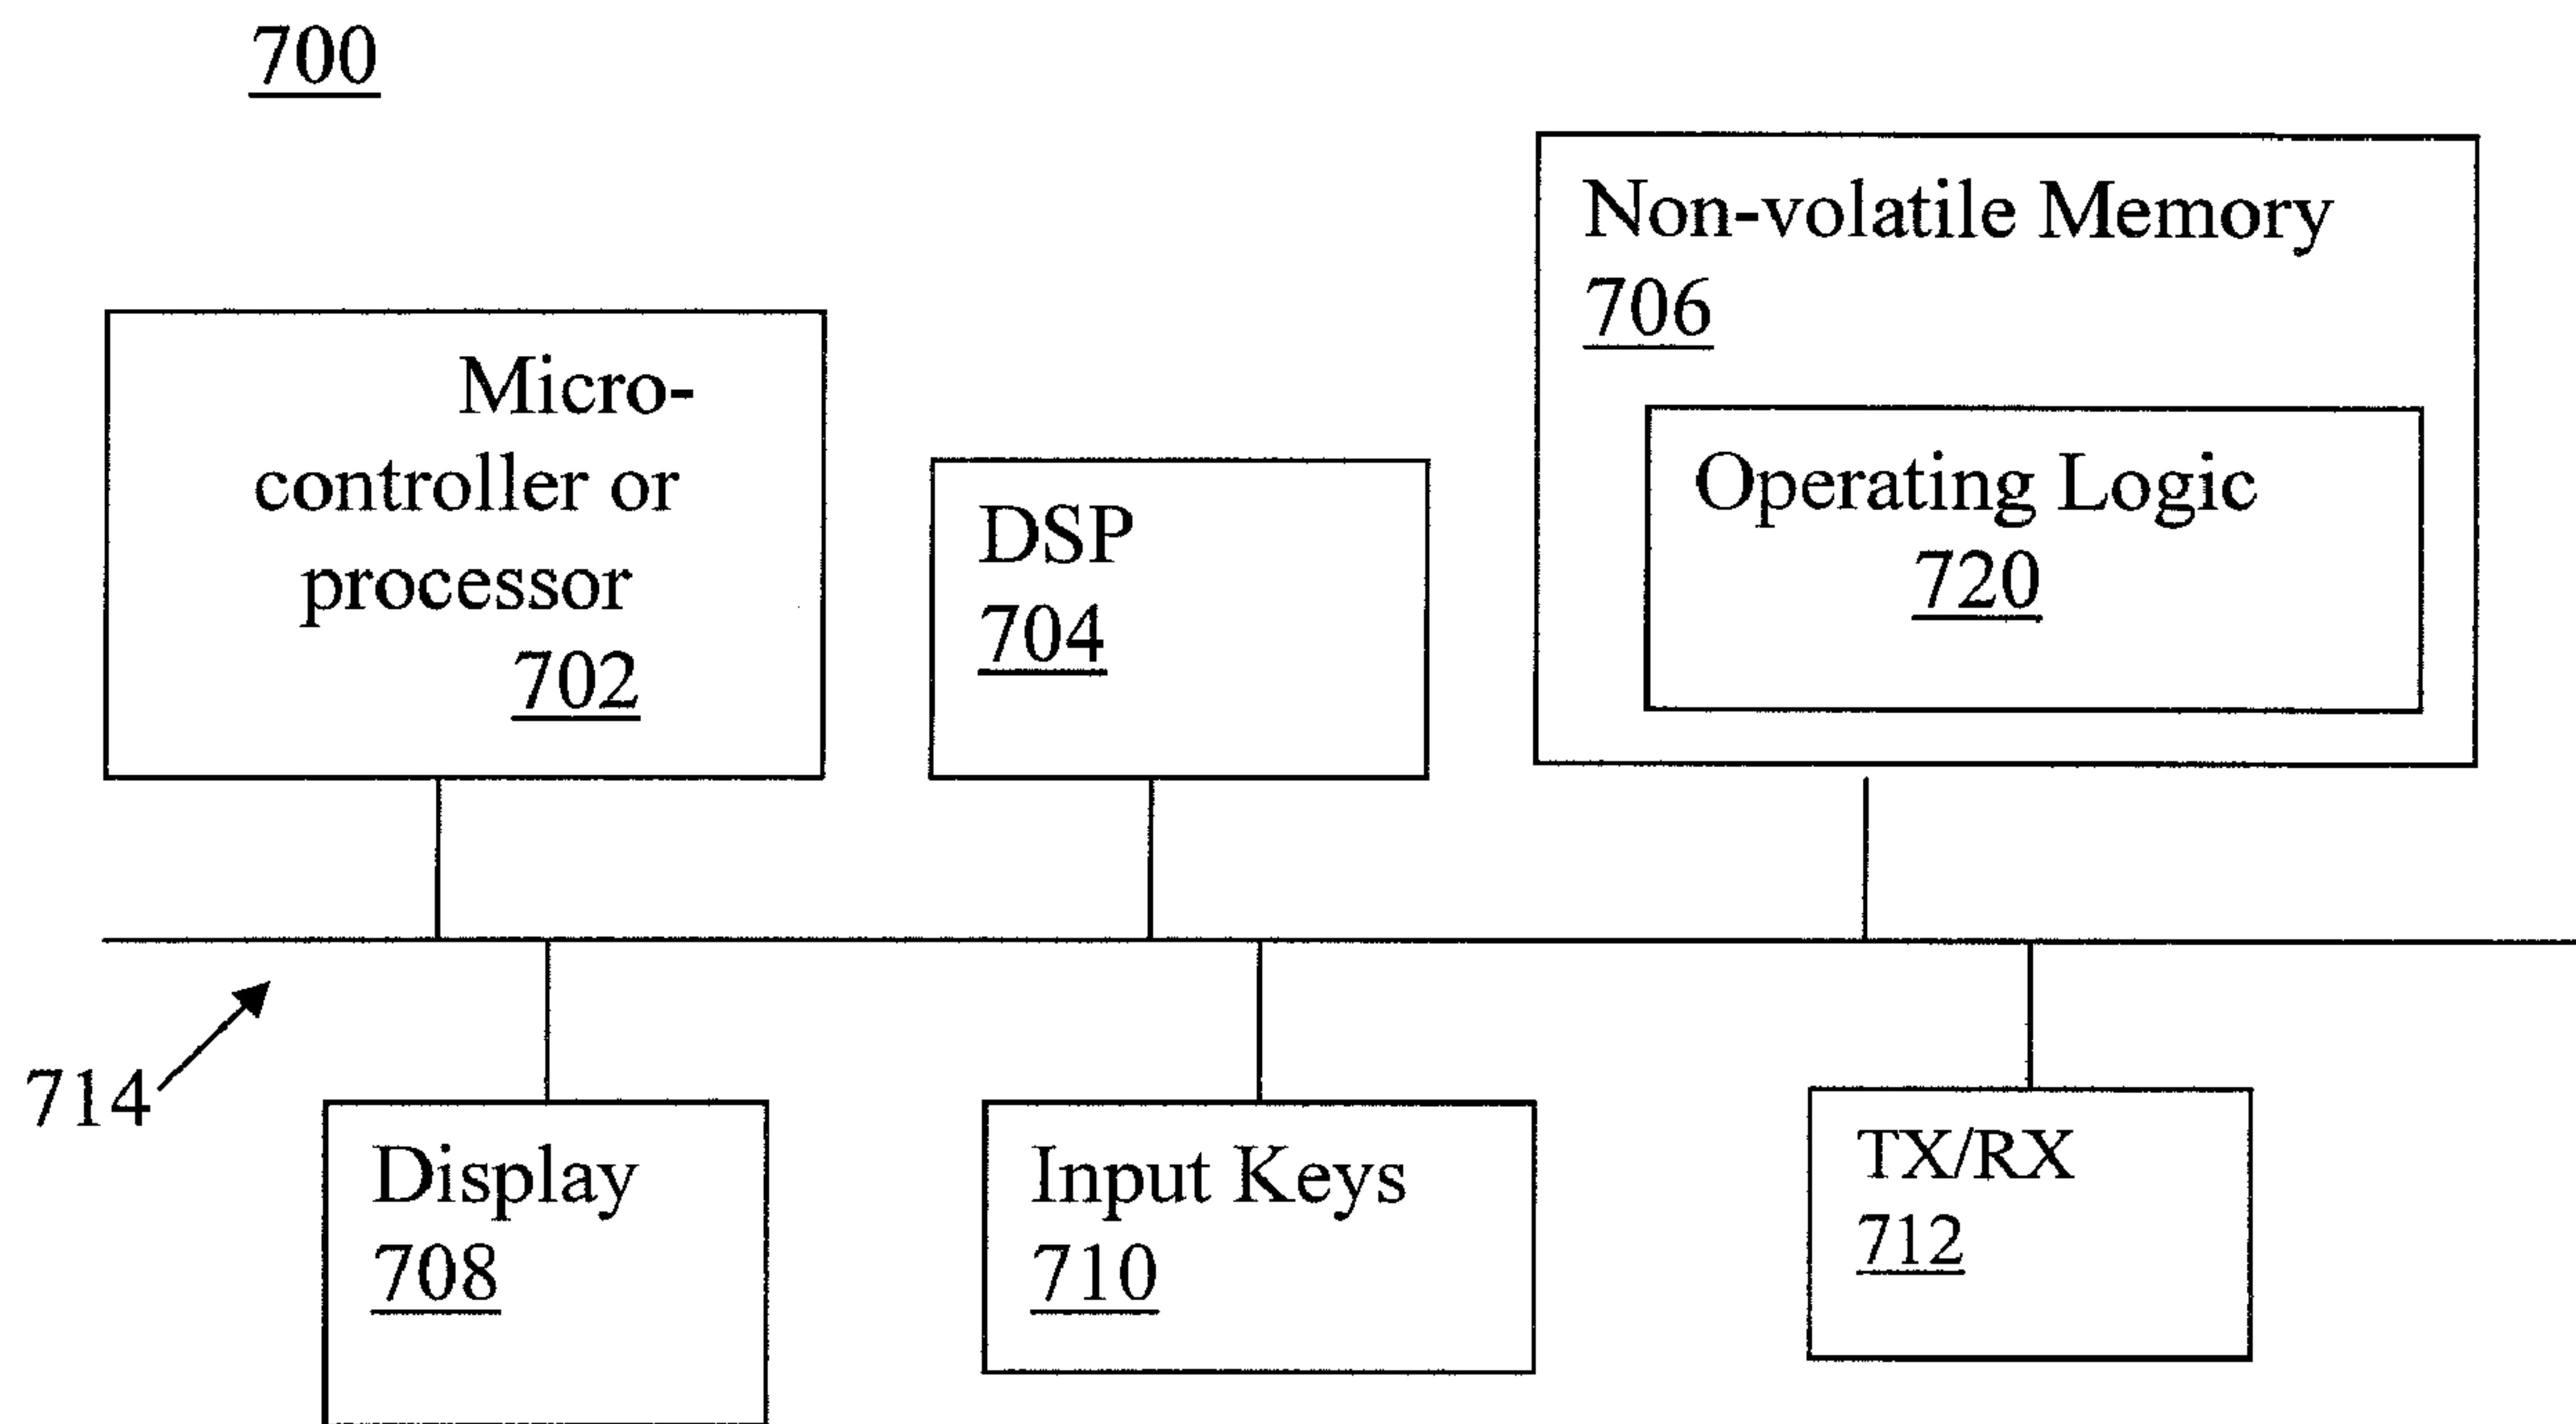 700
Non-volatile Memory
706
Operating Logic
720
Micro-
controller or
processor
702
DSP
704
714
Display
708
Input Keys
710
TX/RX
712